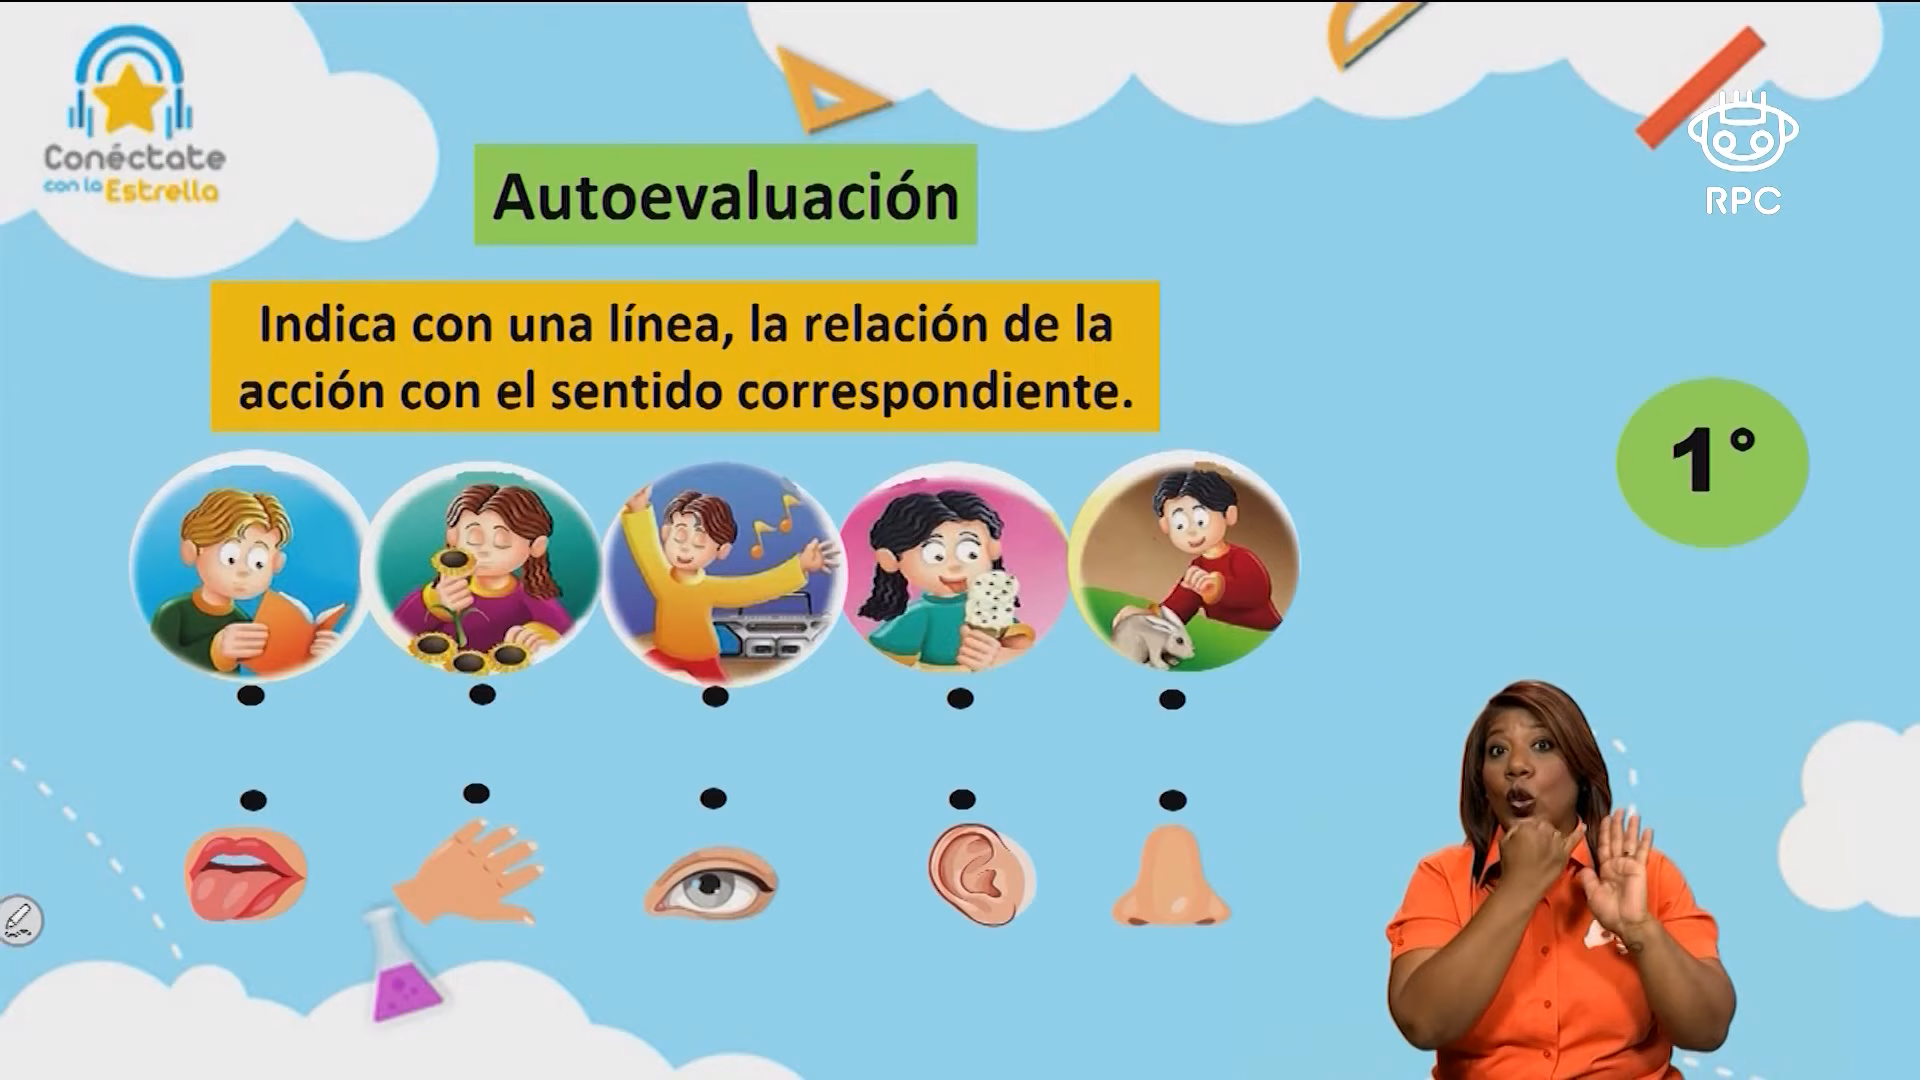 Conéctate
con la Estrella
RPC
Autoevaluación
Indica con una línea, la relación de la
acción con el sentido correspondiente.
1°